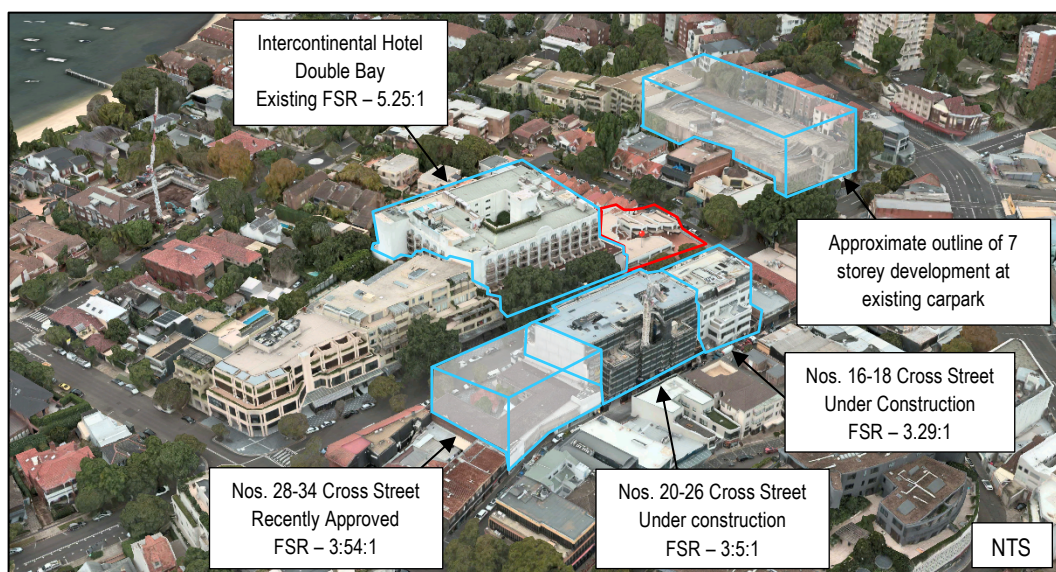 Intercontinental Hotel
Double Bay
Existing FSR – 5.25:1
Approximate outline of 7
storey development at
existing carpark
Nos. 16-18 Cross Street
Under Construction
FSR – 3.29:1
Nos. 28-34 Cross Street
Recently Approved
FSR – 3:54:1
Nos. 20-26 Cross Street
Under construction
FSR – 3:5:1
NTS